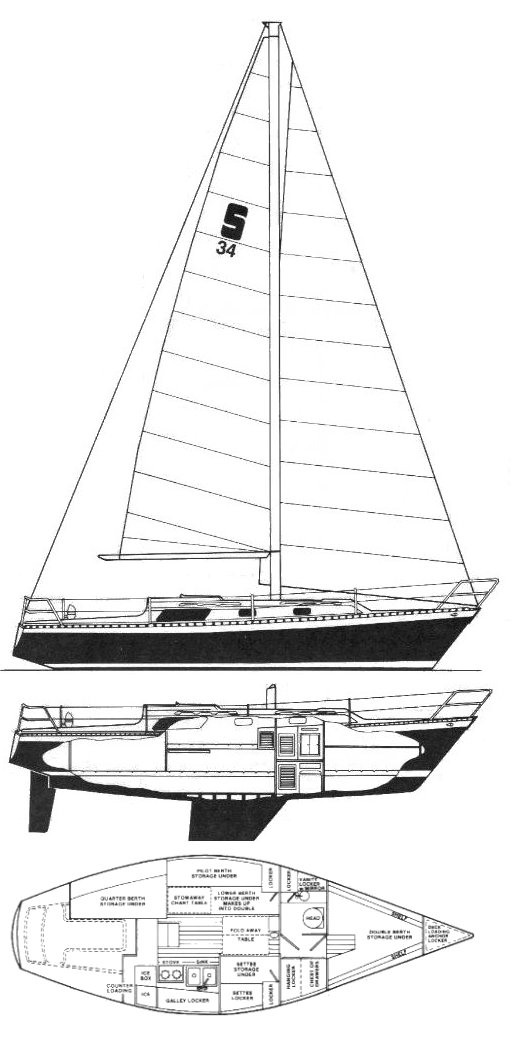 S
34
PILOT BERTH
STORAGE UNDER
LOCKER
LOCKER
VANITY
LOCKER
MIRROR
QUARTER BERTH
STORAGE UNDER
STOWAWAY
CHART TABLE
LOWER BERTH
STORAGE UNDER
MAKES UP
INTO DOUBLE
HEAD
SHELF
FOLD AWAY
TABLE
DOUBLE BERTH
STORAGE UNDER
DECK
LOADING
ANCHOR
LOCKER
SHELF
STOVE
SINK
ICE
BOX
SETTEE
STORAGE
UNDER
HANGING
LOCKER
CHEST OF
DRAWERS
COUNTER
LOADING
ICE
GALLEY LOCKER
SETTEE
LOCKER
LOCKER